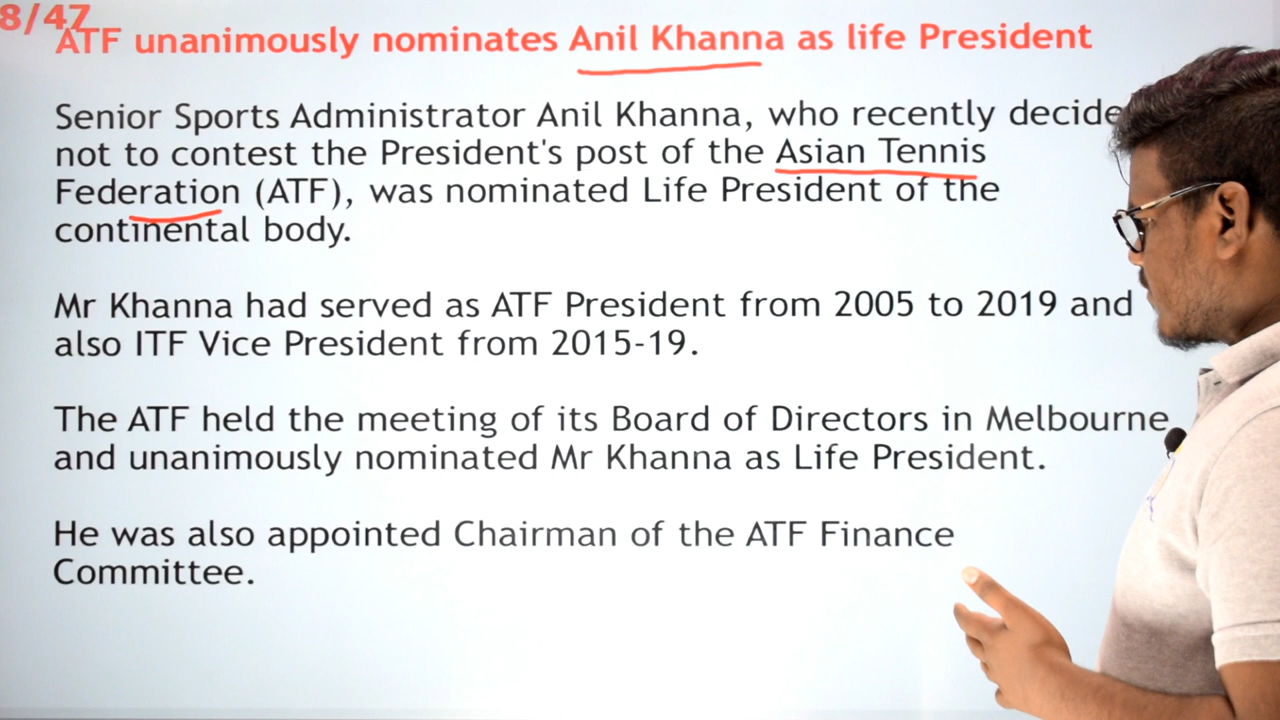 8/47
ATF unanimously nominates Anil Khanna as life President
Senior Sports Administrator Anil Khanna, who recently decide
not to contest the President's post of the Asian Tennis
Federation (ATF), was nominated Life President of the
continental body.
Mr Khanna had served as ATF President from 2005 to 2019 and
also ITF Vice President from 2015-19.
The ATF held the meeting of its Board of Directors in Melbourne
and unanimously nominated Mr Khanna as Life President.
He was also appointed Chairman of the ATF Finance
Committee.